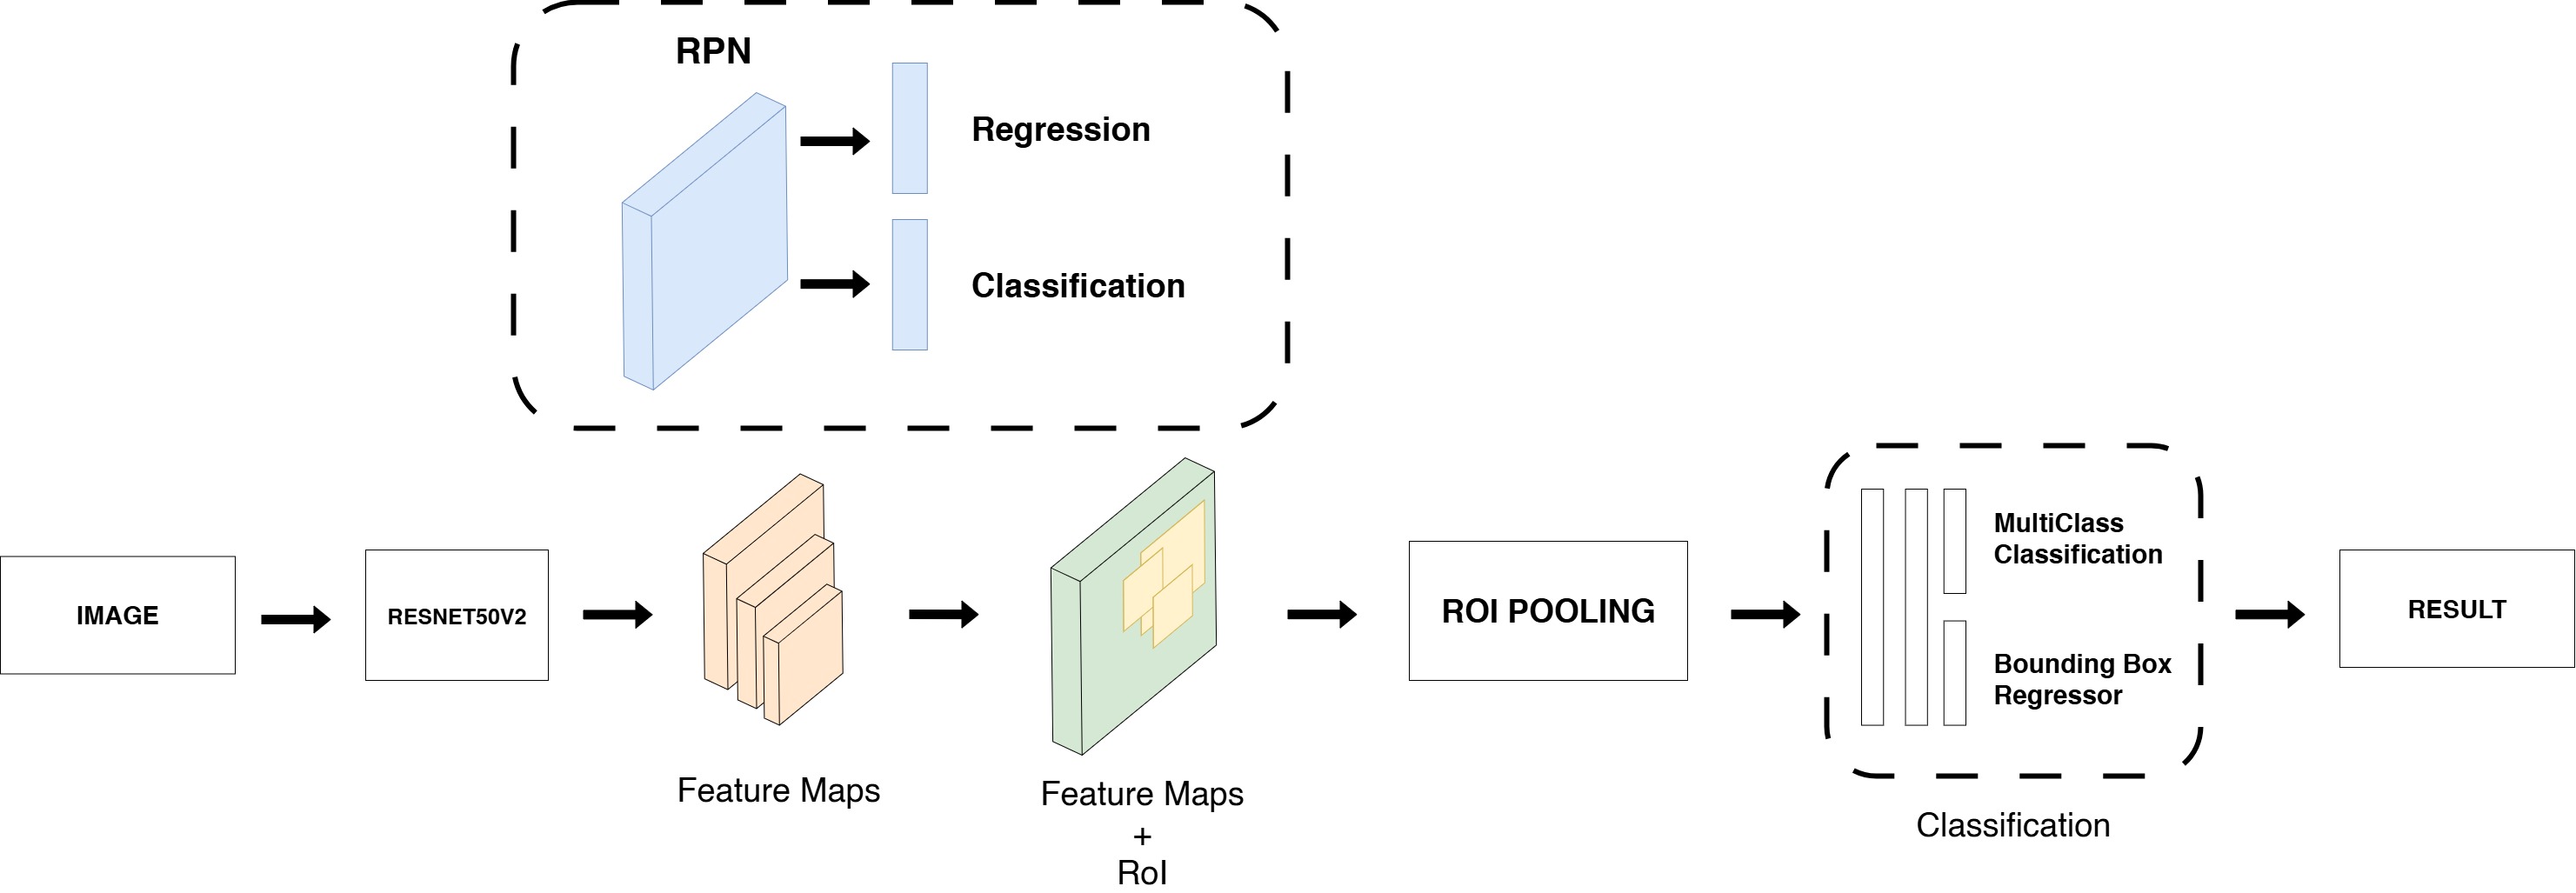 RPN
Regression
Classification
IMAGE
RESNET50V2
Feature Maps
Feature Maps
+
RoI
ROI POOLING
MultiClass
Classification
Bounding Box
Regressor
Classification
RESULT